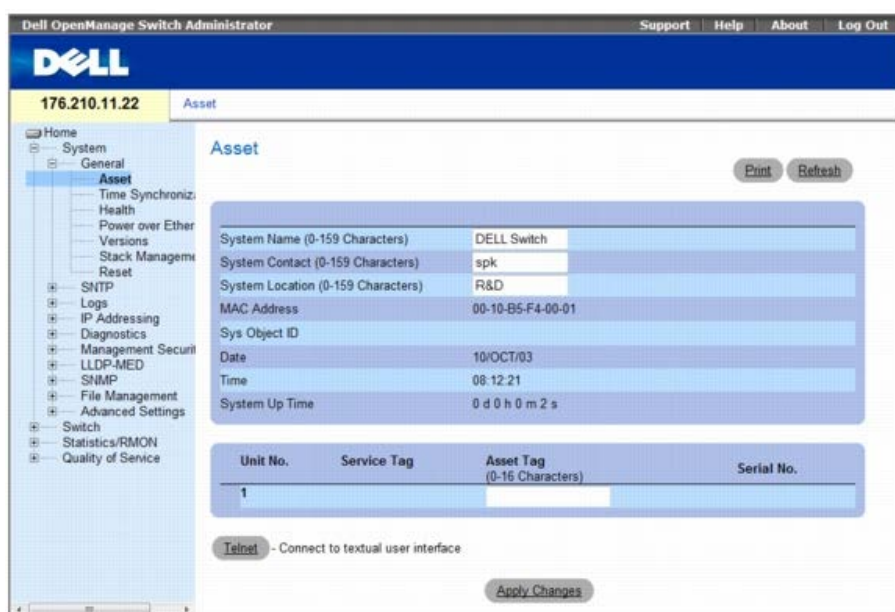 Dell OpenManage Switch Administrator
Support Help About Log Out
DELL
176.210.11.22
Asset
Home
System
General
Asset
Time Synchroniz
Health
Power over Ether
Versions
Stack Manageme
Reset
SNTP
Logs
IP Addressing
Diagnostics
Management Securit
LLDP-MED
SNMP
File Management
Advanced Settings
Switch
Statistics/RMON
Quality of Service
Asset
Print Refresh
System Name (0-159 Characters) DELL Switch
System Contact (0-159 Characters) spk
System Location (0-159 Characters) R&D
MAC Address 00-10-B5-F4-00-01
Sys Object ID
Date 10/OCT/03
Time 08:12:21
System Up Time 0 d 0 h 0 m 2 s
Unit No. Service Tag Asset Tag Serial No.
(0-16 Characters)
1
Telnet - Connect to textual user interface
Apply Changes